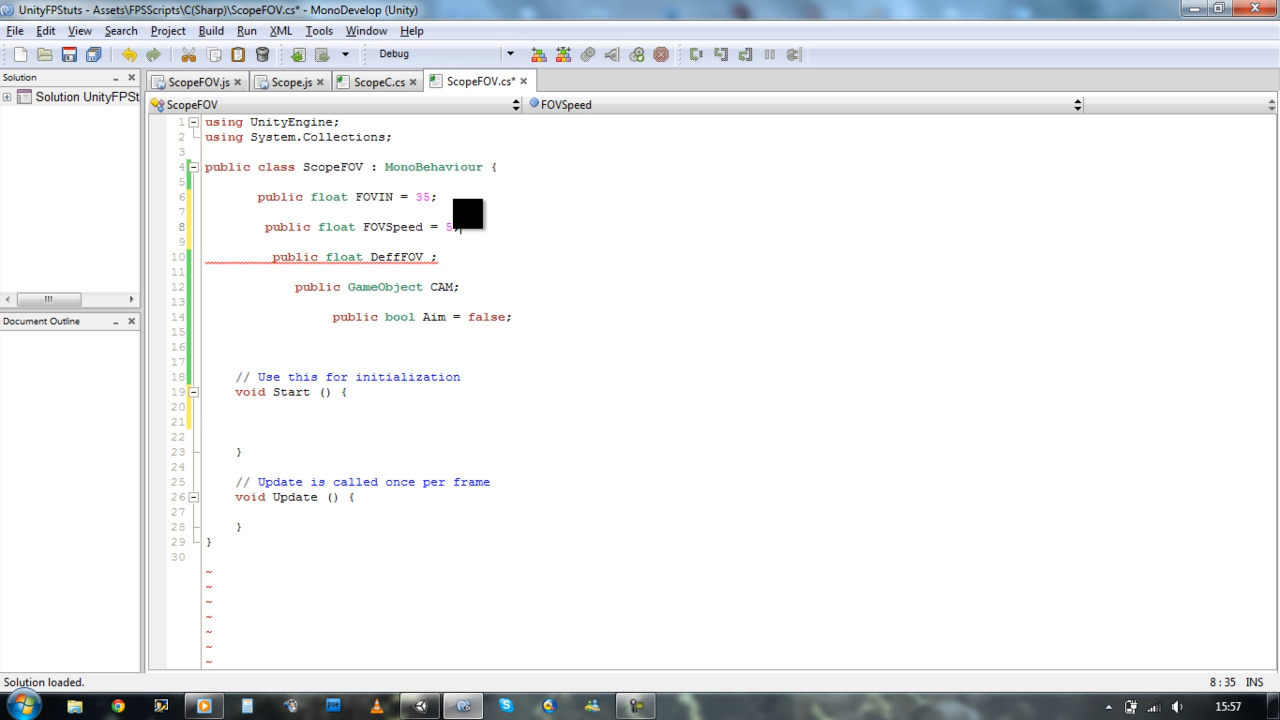 UnityFPStuts - Assets\FPSScripts\C(Sharp)\ScopeFOV.cs* - MonoDevelop (Unity)
File Edit View Search Project Build Run XML Tools Window Help
Debug
Solution
ScopeFOV.js Scope.js ScopeC.cs ScopeFOV.cs*
Solution UnityFPSt
ScopeFOV FOVSpeed
1 using UnityEngine;
2 using System.Collections;
3
4 public class ScopeFOV : MonoBehaviour {
5
6 public float FOVIN = 35;
7
8 public float FOVSpeed = 5;
9
10 public float DeffFOV ;
11
12 public GameObject CAM;
13
14 public bool Aim = false;
15
16
17
18 // Use this for initialization
19 void Start () {
20
21
22
23 }
24
25 // Update is called once per frame
26 void Update () {
27
28 }
29 }
30
~
~
~
~
~
~
~
Document Outline
Solution loaded.
8 : 35 INS
15:57